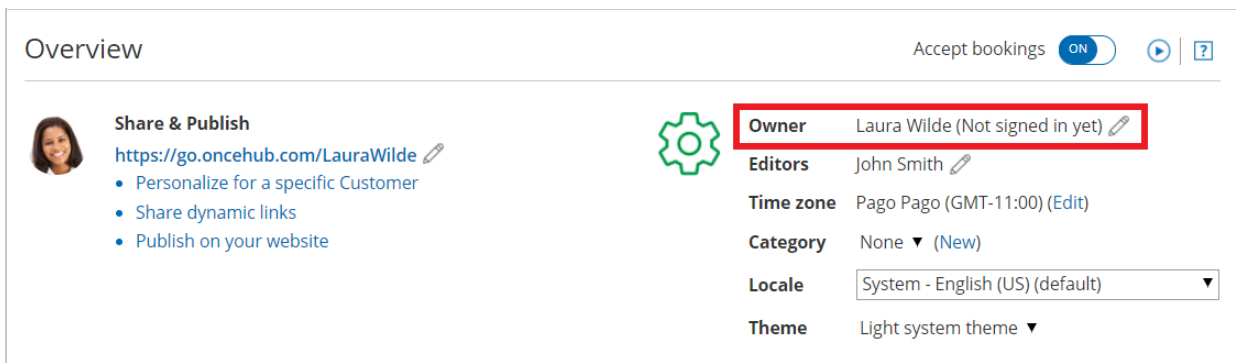 Overview
Accept bookings ON ?
Share & Publish
https://go.oncehub.com/LauraWilde
• Personalize for a specific Customer
• Share dynamic links
• Publish on your website
Owner Laura Wilde (Not signed in yet)
Editors John Smith
Time zone Pago Pago (GMT-11:00) (Edit)
Category None ▼ (New)
Locale System - English (US) (default) ▼
Theme Light system theme ▼